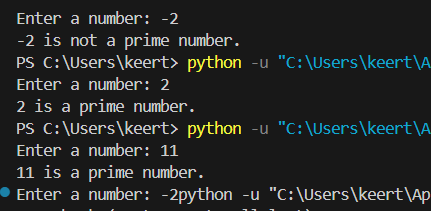 Enter a number: -2
-2 is not a prime number.
PS C:\Users\keert> python -u "C:\Users\keert\A
Enter a number: 2
2 is a prime number.
PS C:\Users\keert> python -u "C:\Users\keert\A
Enter a number: 11
11 is a prime number.
Enter a number: -2python -u "C:\Users\keert\Ap